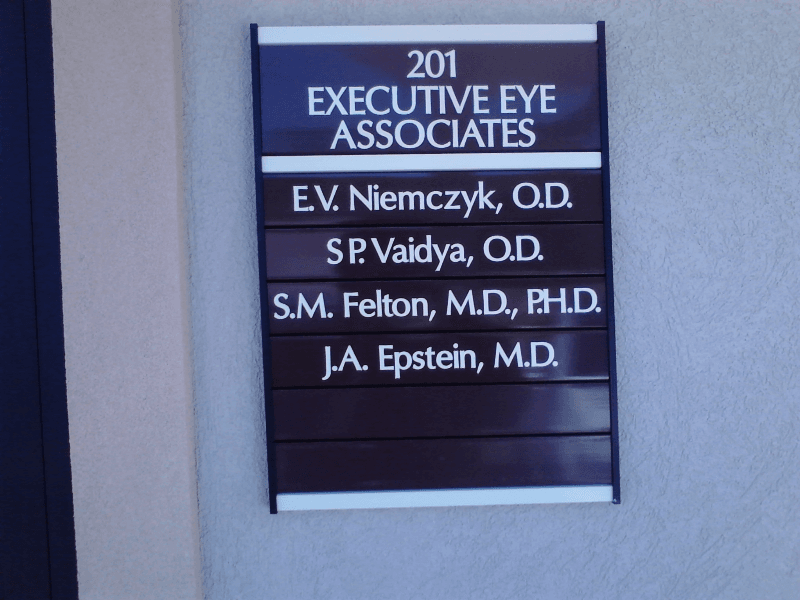 201
EXECUTIVE EYE
ASSOCIATES
E.V. Niemczyk, O.D.
S P. Vaidya, O.D.
S.M. Felton, M.D., P.H.D.
J.A. Epstein, M.D.